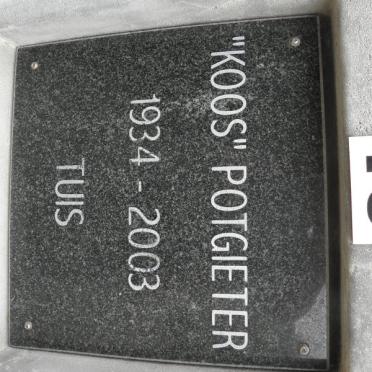 "KOOS" POTGIETER
1934 - 2003
TUIS